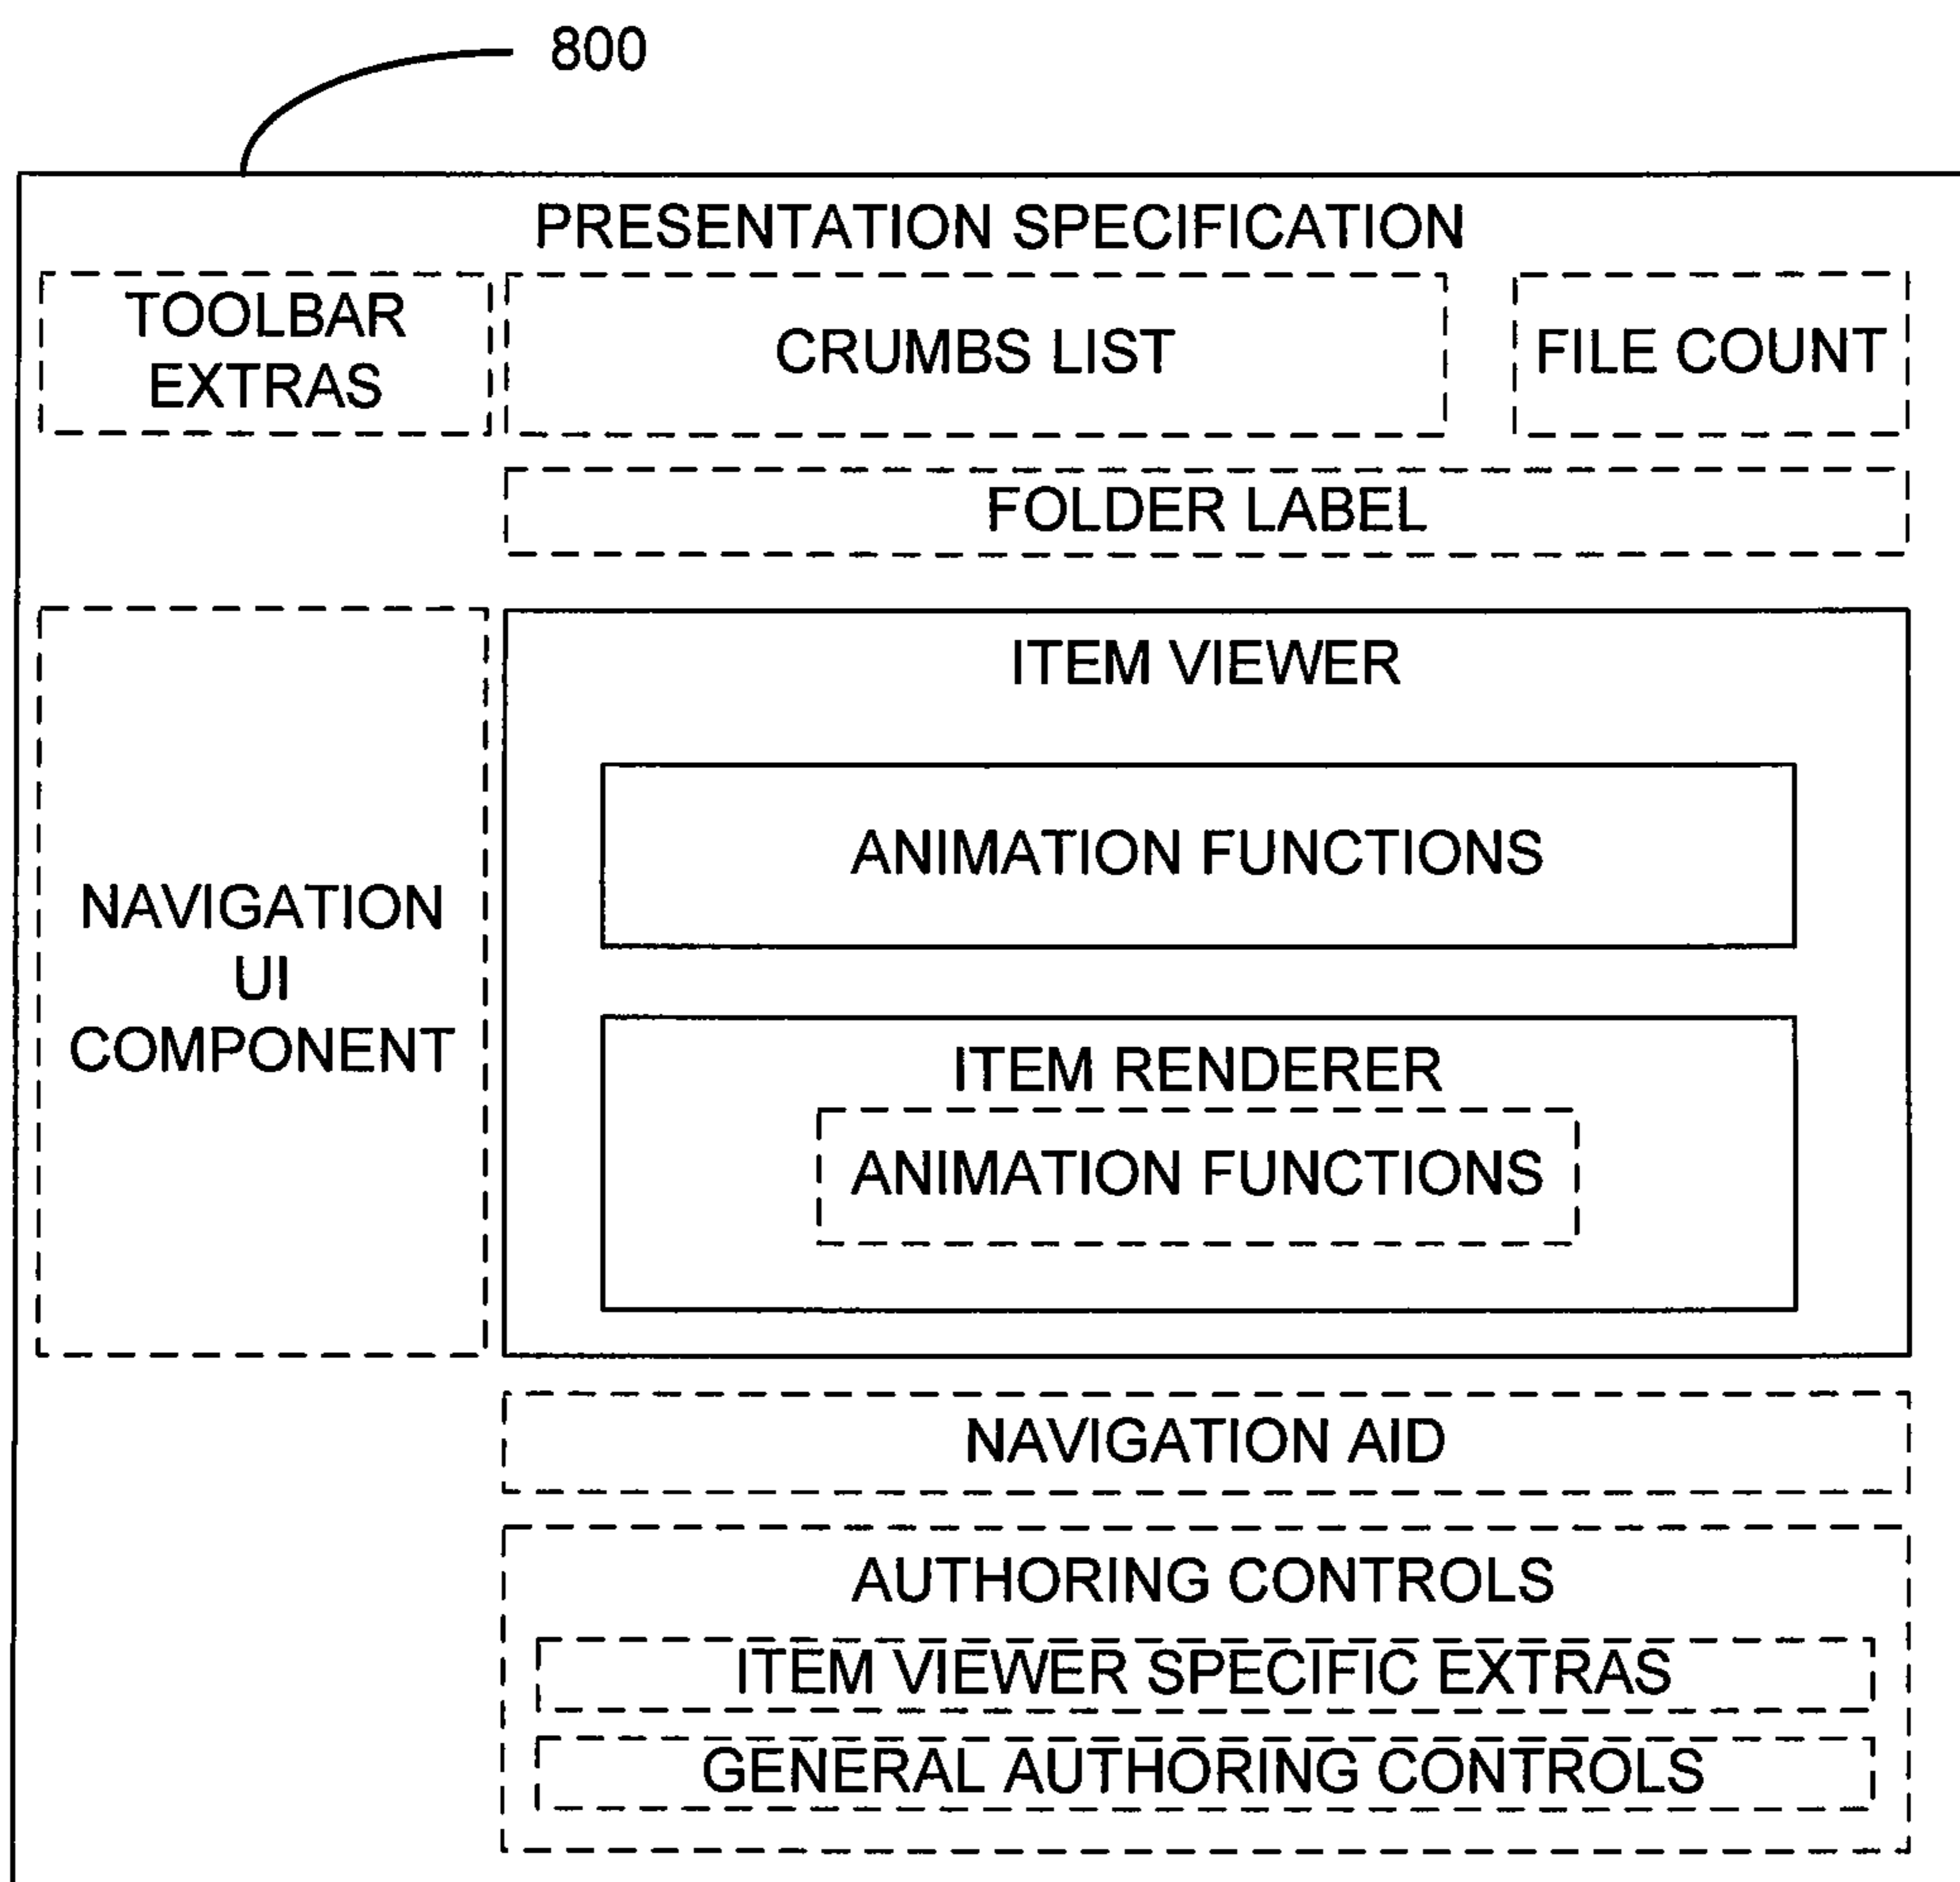 800
PRESENTATION SPECIFICATION
TOOLBAR
EXTRAS
CRUMBS LIST
FILE COUNT
FOLDER LABEL
NAVIGATION
UI
COMPONENT
ITEM VIEWER
ANIMATION FUNCTIONS
ITEM RENDERER
ANIMATION FUNCTIONS
NAVIGATION AID
AUTHORING CONTROLS
ITEM VIEWER SPECIFIC EXTRAS
GENERAL AUTHORING CONTROLS